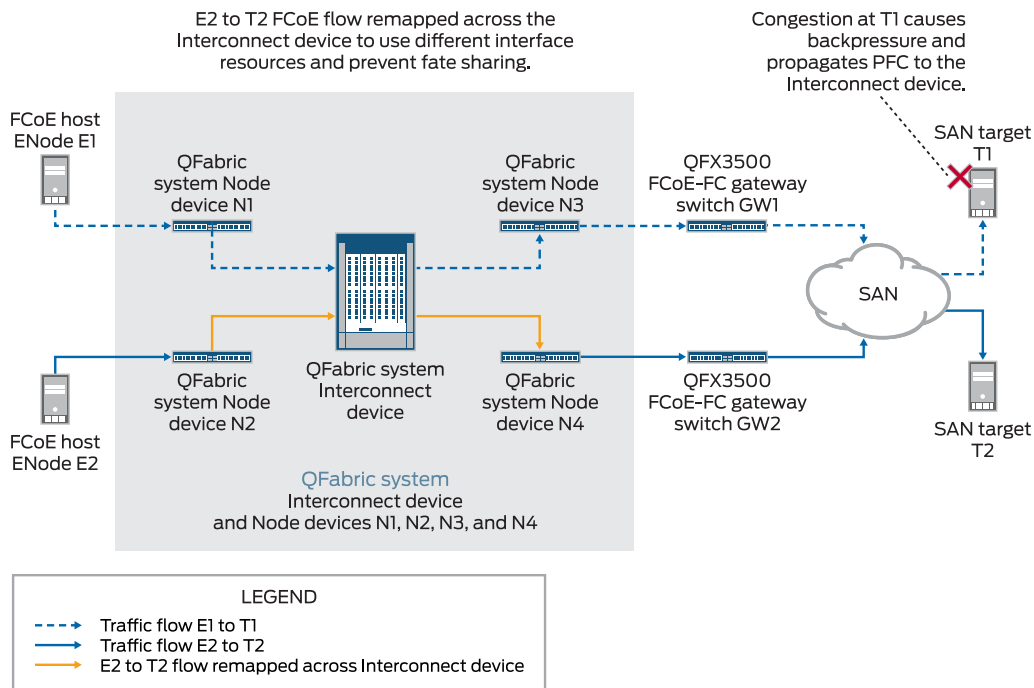 E2 to T2 FCoE flow remapped across the
Interconnect device to use different interface
resources and prevent fate sharing.
Congestion at T1 causes
backpressure and
propagates PFC to the
Interconnect device.
FCoE host
ENode E1
QFabric
system Node
device N1
QFabric
system Node
device N3
QFX3500
FCoE-FC gateway
switch GW1
SAN target
T1
SAN
QFabric
system Node
device N2
QFabric system
Interconnect
device
QFabric
system Node
device N4
QFX3500
FCoE-FC gateway
switch GW2
SAN target
T2
FCoE host
ENode E2
QFabric system
Interconnect device
and Node devices N1, N2, N3, and N4
LEGEND
Traffic flow E1 to T1
Traffic flow E2 to T2
E2 to T2 flow remapped across Interconnect device